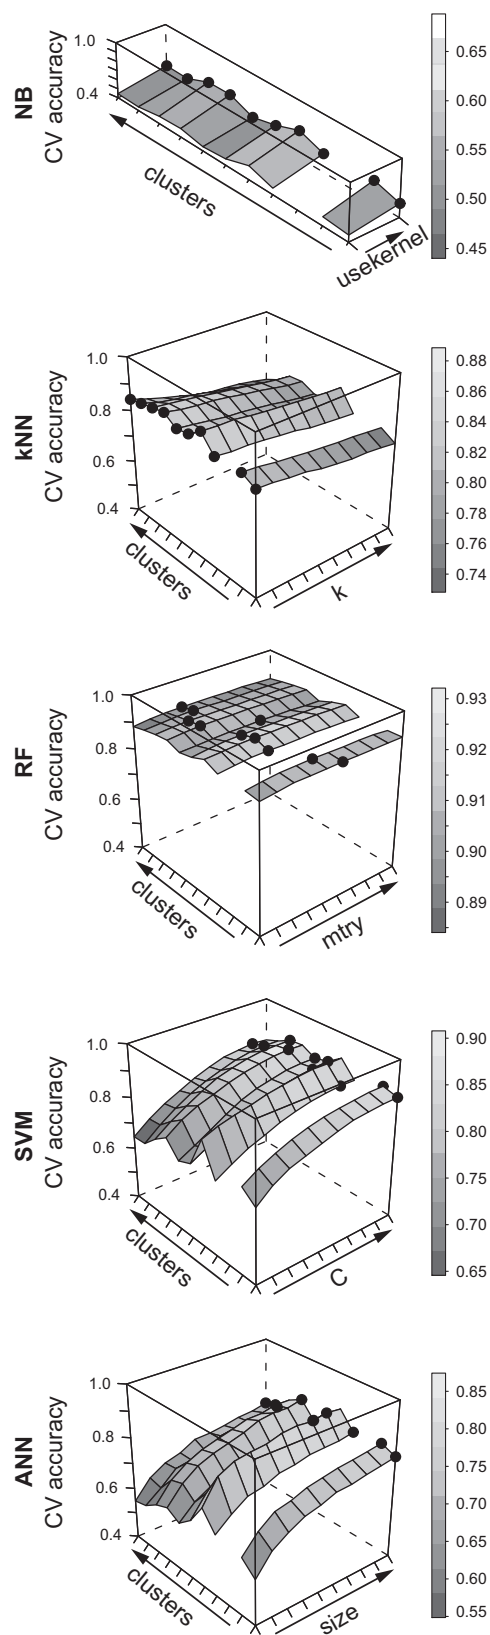 NB
CV accuracy
1.0
0.4
clusters
usekernel
0.65
0.60
0.55
0.50
0.45
kNN
CV accuracy
1.0
0.8
0.6
0.4
clusters
k
0.88
0.86
0.84
0.82
0.80
0.78
0.76
0.74
RF
CV accuracy
1.0
0.8
0.6
0.4
clusters
mtry
0.93
0.92
0.91
0.90
0.89
SVM
CV accuracy
1.0
0.8
0.6
0.4
clusters
C
0.90
0.85
0.80
0.75
0.70
0.65
ANN
CV accuracy
1.0
0.8
0.6
0.4
clusters
size
0.85
0.80
0.75
0.70
0.65
0.60
0.55